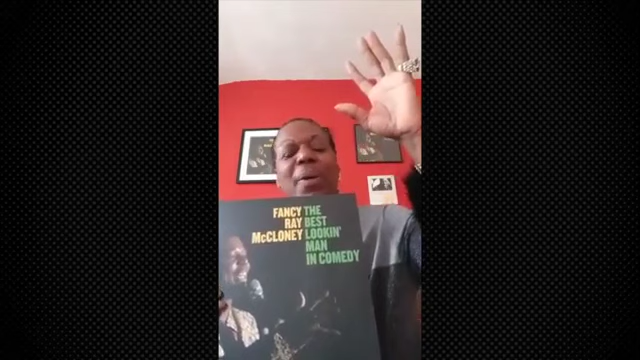 FANCY THE
RAY BEST
McCLONEY LOOKIN'
MAN
IN COMEDY